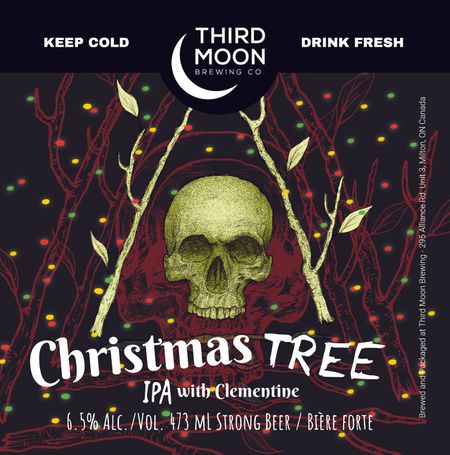 KEEP COLD
THIRD
MOON
BREWING CO.
DRINK FRESH
Brewed and packaged at Third Moon Brewing - 295 Alliance Rd. Unit 3, Milton, ON Canada
Christmas TREE
IPA with Clementine
6.5% Alc./Vol. 473 ml Strong Beer / Bière forte